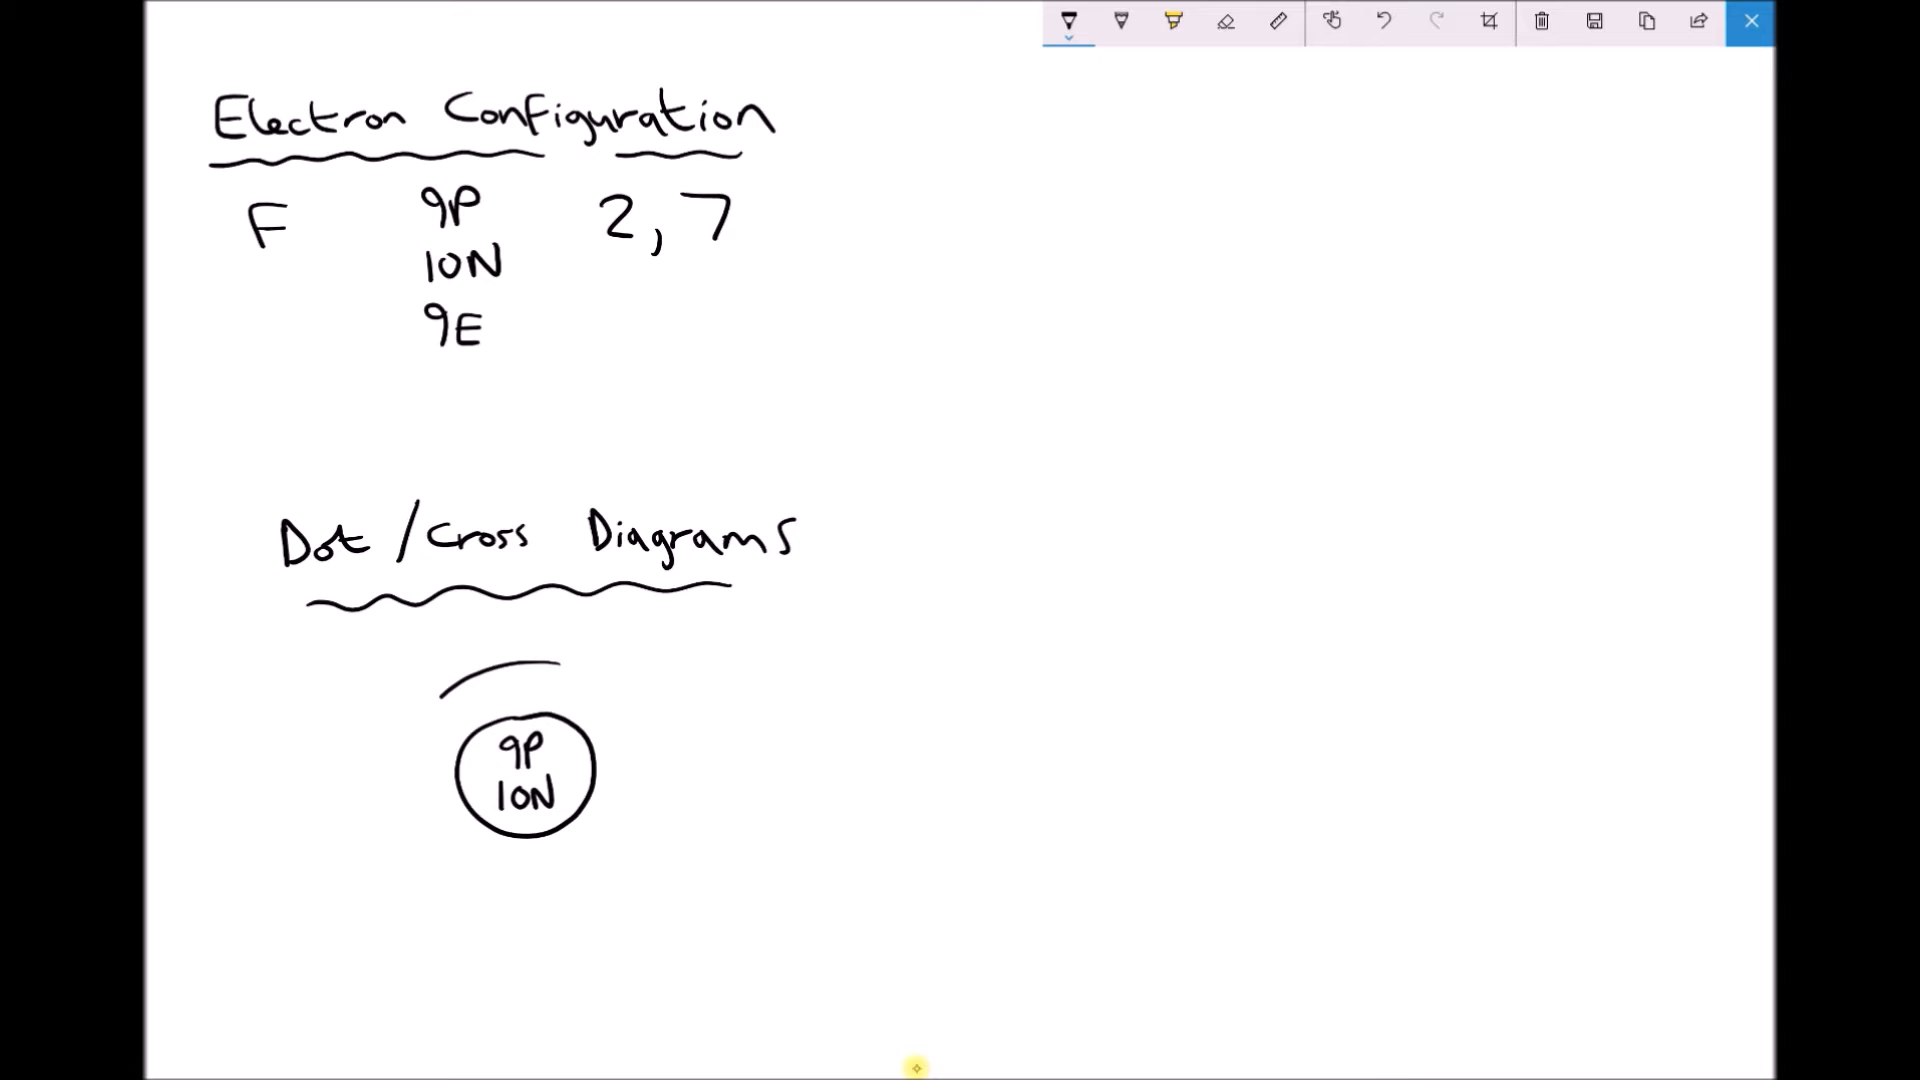 Electron Configuration
F 9P 2,7
10N
9E
Dot/Cross Diagrams
9P
10N